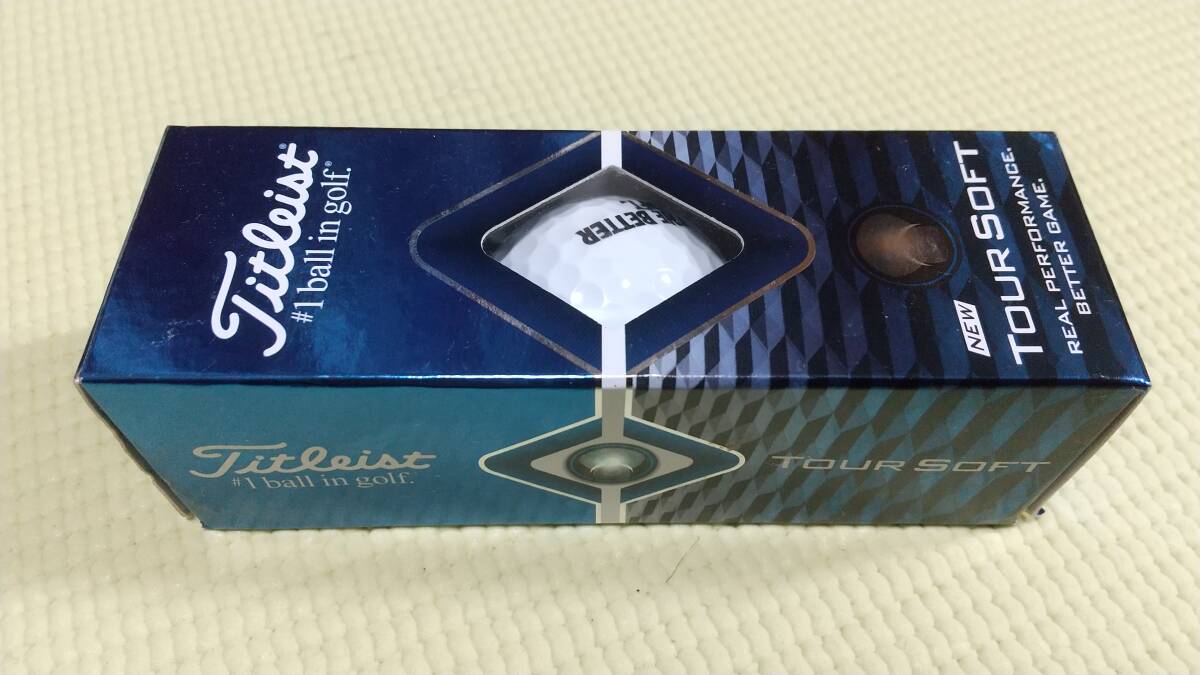 Titleist®
#1 ball in golf.®
BETTER
NEW
TOUR SOFT
REAL PERFORMANCE.
BETTER GAME.
Titleist
#1 ball in golf.
TOUR SOFT